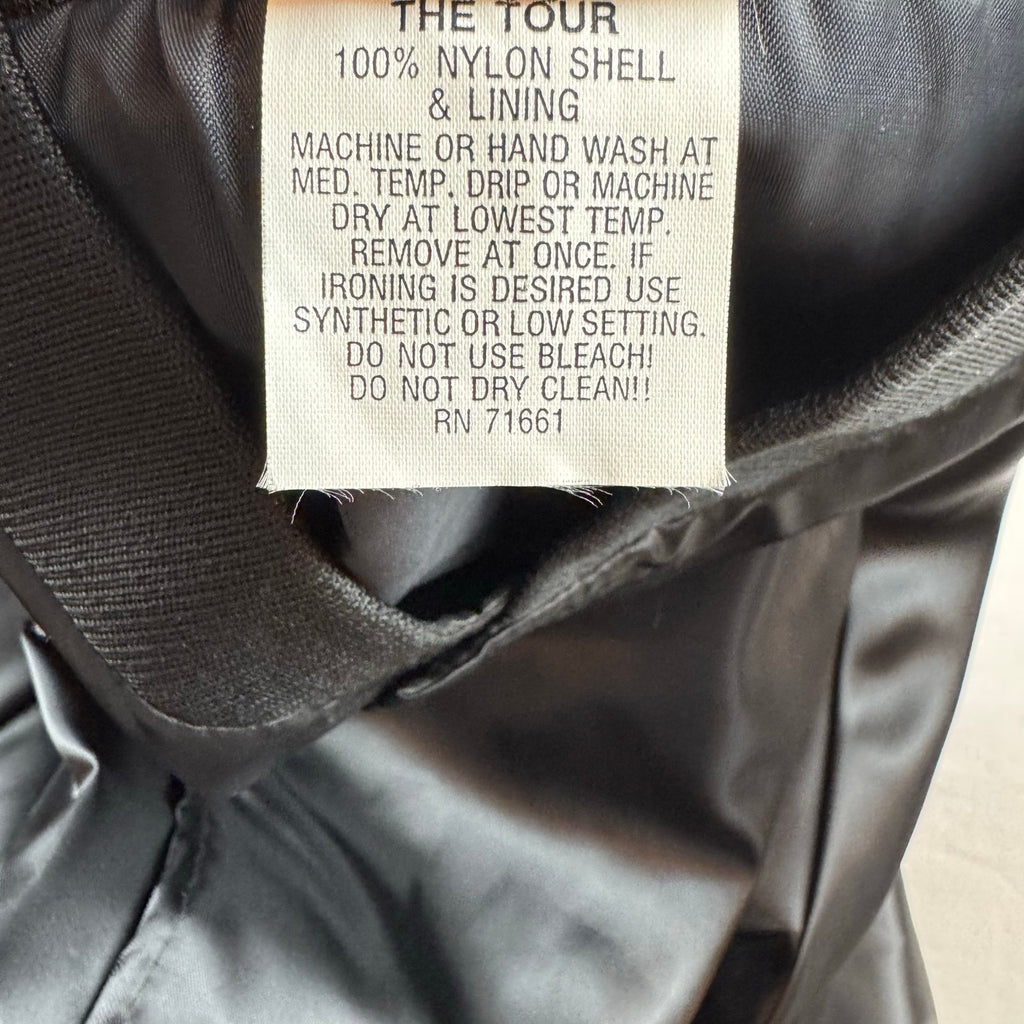 THE TOUR
100% NYLON SHELL
& LINING
MACHINE OR HAND WASH AT
MED. TEMP. DRIP OR MACHINE
DRY AT LOWEST TEMP.
REMOVE AT ONCE. IF
IRONING IS DESIRED USE
SYNTHETIC OR LOW SETTING.
DO NOT USE BLEACH!
DO NOT DRY CLEAN!!
RN 71661